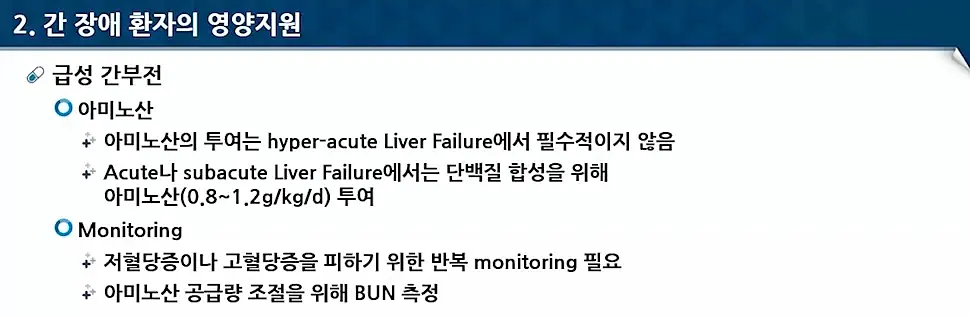 2. 간 장애 환자의 영양지원
급성 간부전
아미노산
아미노산의 투여는 hyper-acute Liver Failure에서 필수적이지 않음
Acute나 subacute Liver Failure에서는 단백질 합성을 위해
아미노산(0.8~1.2g/kg/d) 투여
Monitoring
저혈당증이나 고혈당증을 피하기 위한 반복 monitoring 필요
아미노산 공급량 조절을 위해 BUN 측정